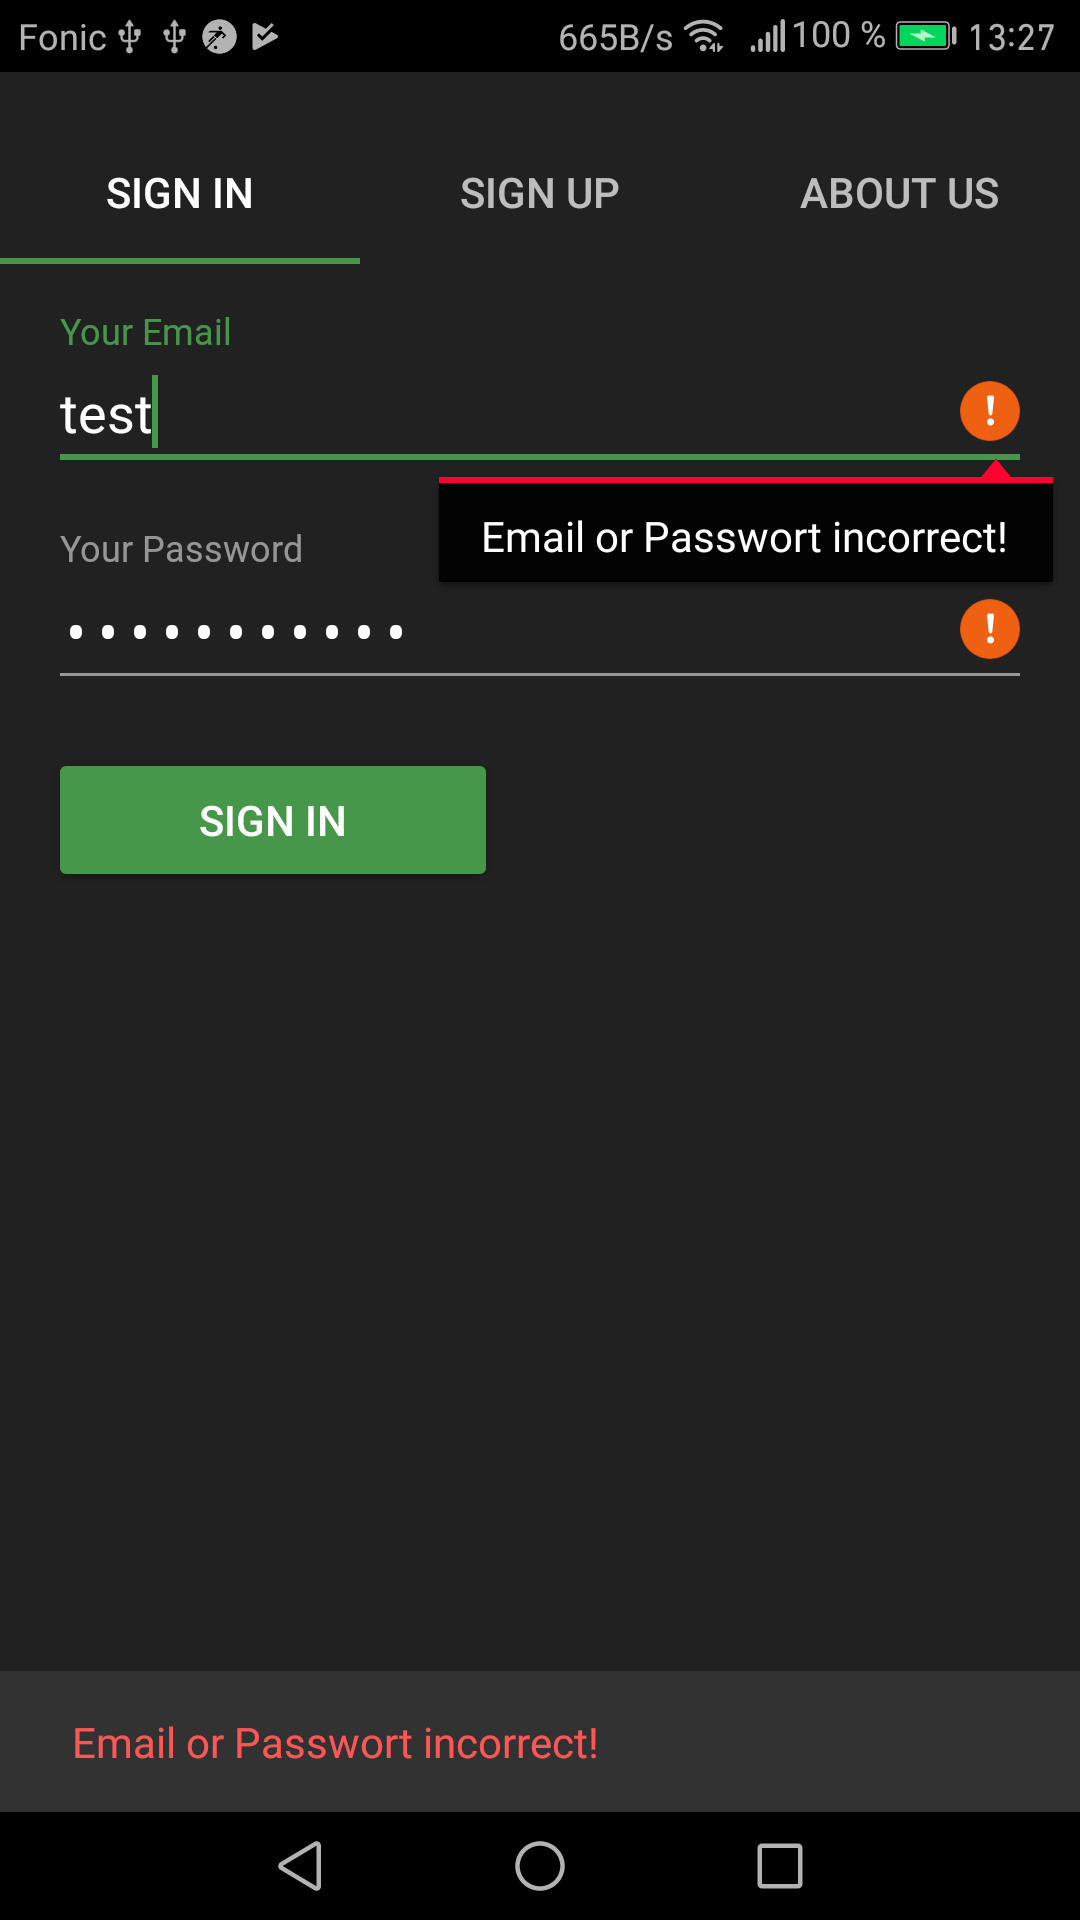 Fonic 665B/s 100 % 13:27
SIGN IN SIGN UP ABOUT US
Your Email
test
Email or Passwort incorrect!
Your Password
SIGN IN
Email or Passwort incorrect!